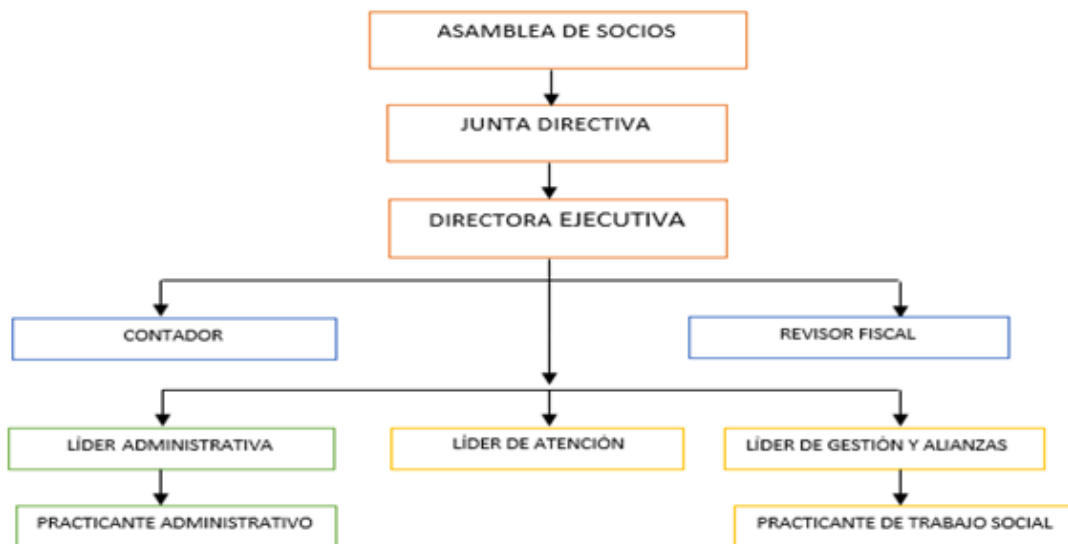 ASAMBLEA DE SOCIOS
JUNTA DIRECTIVA
DIRECTORA EJECUTIVA
CONTADOR
REVISOR FISCAL
LÍDER ADMINISTRATIVA
LÍDER DE ATENCIÓN
LÍDER DE GESTIÓN Y ALIANZAS
PRACTICANTE ADMINISTRATIVO
PRACTICANTE DE TRABAJO SOCIAL